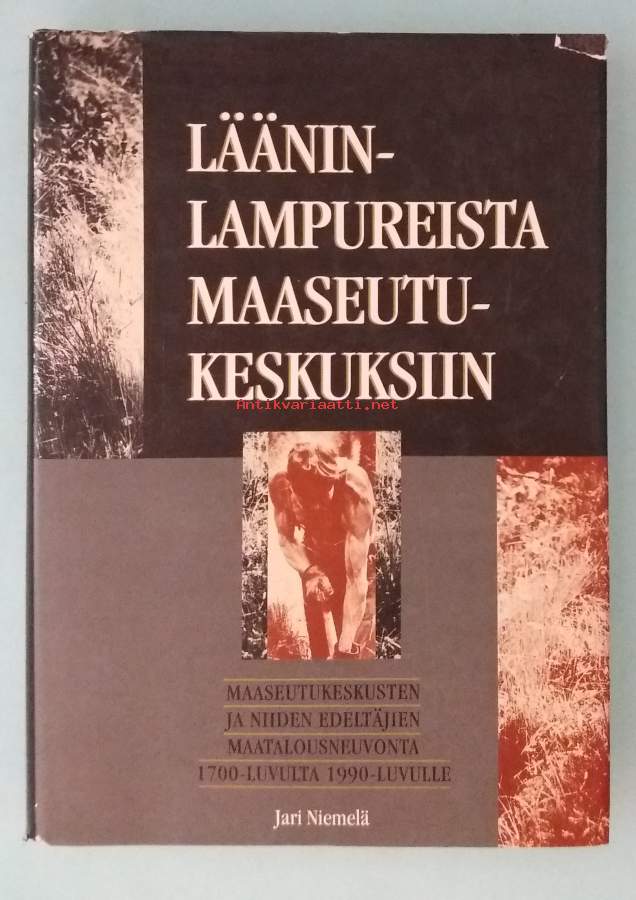 LÄÄNIN-
LAMPUREISTA
MAASEUTU-
KESKUKSIIN
Antikvariaatti.net
MAASEUTUKESKUSTEN
JA NIIDEN EDELTÄJIEN
MAATALOUSNEUVONTA
1700-LUVULTA 1990-LUVULLE
Jari Niemelä